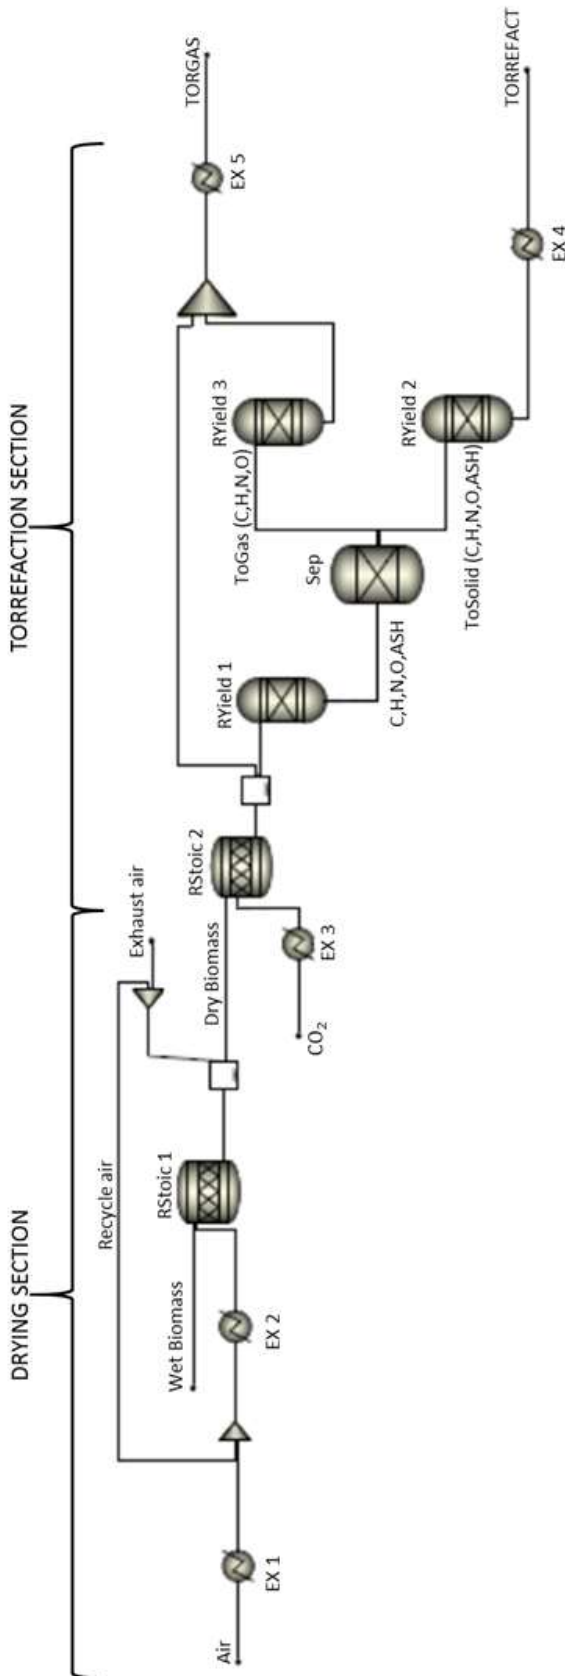 DRYING SECTION
TORREFACTION SECTION
Air
EX 1
Recycle air
Wet Biomass
EX 2
RStoic 1
Exhaust air
Dry Biomass
CO₂
EX 3
RStoic 2
RYield 1
C,H,N,O,ASH
Sep
ToGas (C,H,N,O)
RYield 3
ToSolid (C,H,N,O,ASH)
RYield 2
EX 5
TORGAS
EX 4
TORREFACT